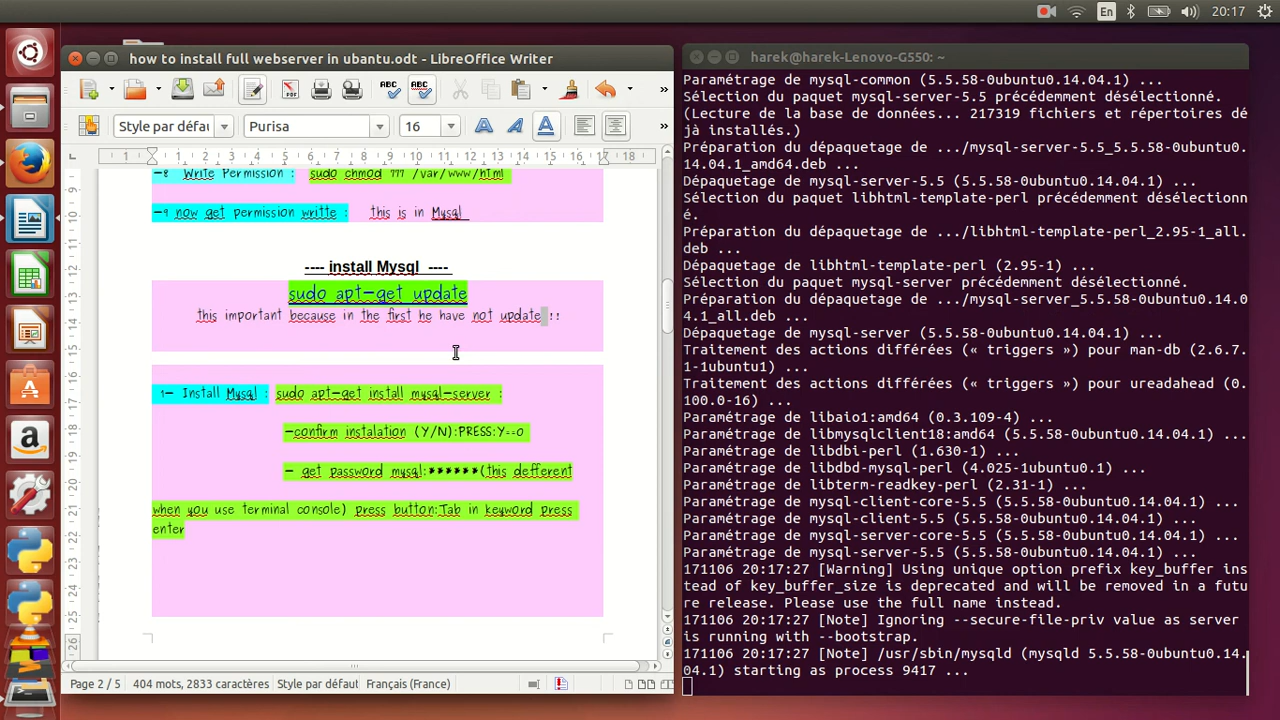 En
20:17
how to install full webserver in ubantu.odt - LibreOffice Writer
Style par défau
Purisa
16
1 1 2 3 4 5 6 7 8 9 10 11 12 13 14 15 16 18
-8 Write Permission : sudo chmod 777 /var/www/html
-9 now get permission writte : this is in Mysql
---- install Mysql ----
sudo apt-get update
this important because in the first he have not update !!
1- Install Mysql : sudo apt-get install mysql-server :
-confirm instalation (Y/N):PRESS:Y==o
- get password mysql:******(this defferent
when you use terminal console) press button:Tab in keyword press
enter
Page 2 / 5 404 mots, 2833 caractères Style par défaut Français (France)
harek@harek-Lenovo-G550: ~
Paramétrage de mysql-common (5.5.58-0ubuntu0.14.04.1) ...
Sélection du paquet mysql-server-5.5 précédemment désélectionné.
(Lecture de la base de données... 217319 fichiers et répertoires dé
jà installés.)
Préparation du dépaquetage de .../mysql-server-5.5_5.5.58-0ubuntu0.
14.04.1_amd64.deb ...
Dépaquetage de mysql-server-5.5 (5.5.58-0ubuntu0.14.04.1) ...
Sélection du paquet libhtml-template-perl précédemment désélectionn
é.
Préparation du dépaquetage de .../libhtml-template-perl_2.95-1_all.
deb ...
Dépaquetage de libhtml-template-perl (2.95-1) ...
Sélection du paquet mysql-server précédemment désélectionné.
Préparation du dépaquetage de .../mysql-server_5.5.58-0ubuntu0.14.0
4.1_all.deb ...
Dépaquetage de mysql-server (5.5.58-0ubuntu0.14.04.1) ...
Traitement des actions différées (« triggers ») pour man-db (2.6.7.
1-1ubuntu1) ...
Traitement des actions différées (« triggers ») pour ureadahead (0.
100.0-16) ...
Paramétrage de libaio1:amd64 (0.3.109-4) ...
Paramétrage de libmysqlclient18:amd64 (5.5.58-0ubuntu0.14.04.1) ...
Paramétrage de libdbi-perl (1.630-1) ...
Paramétrage de libdbd-mysql-perl (4.025-1ubuntu0.1) ...
Paramétrage de libterm-readkey-perl (2.31-1) ...
Paramétrage de mysql-client-core-5.5 (5.5.58-0ubuntu0.14.04.1) ...
Paramétrage de mysql-client-5.5 (5.5.58-0ubuntu0.14.04.1) ...
Paramétrage de mysql-server-core-5.5 (5.5.58-0ubuntu0.14.04.1) ...
Paramétrage de mysql-server-5.5 (5.5.58-0ubuntu0.14.04.1) ...
171106 20:17:27 [Warning] Using unique option prefix key_buffer ins
tead of key_buffer_size is deprecated and will be removed in a futu
re release. Please use the full name instead.
171106 20:17:27 [Note] Ignoring --secure-file-priv value as server
is running with --bootstrap.
171106 20:17:27 [Note] /usr/sbin/mysqld (mysqld 5.5.58-0ubuntu0.14.
04.1) starting as process 9417 ...